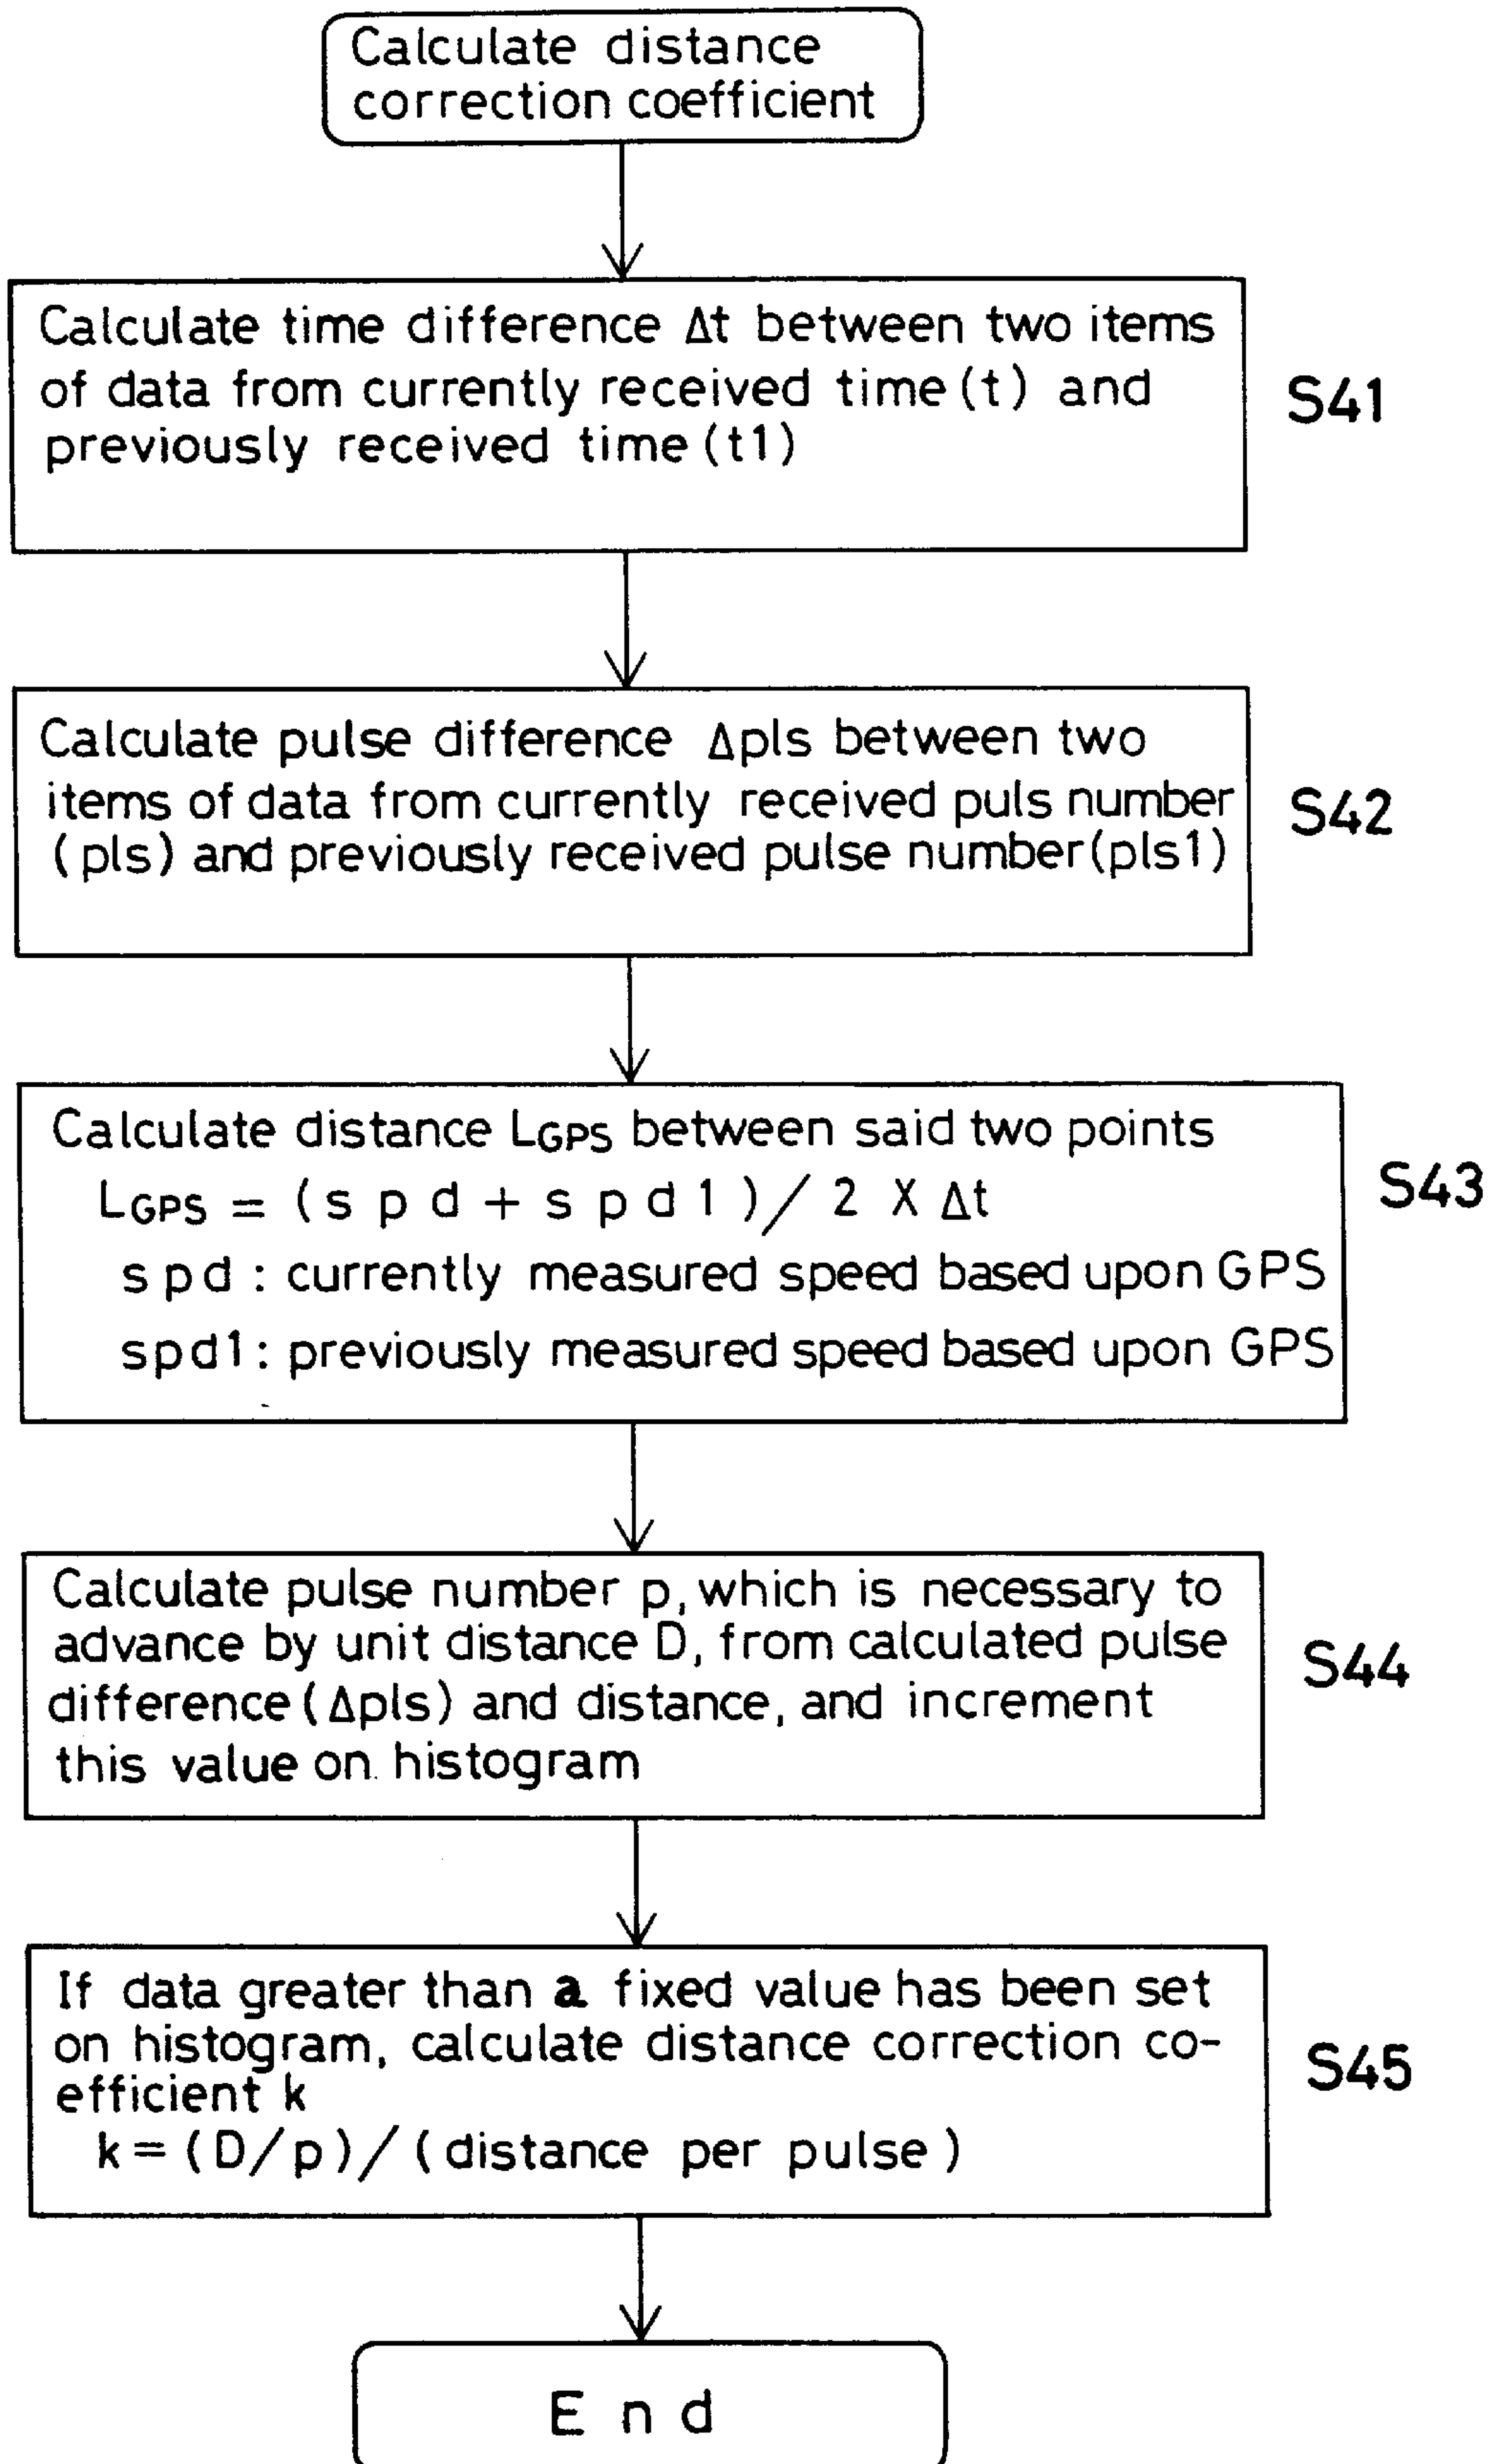 Calculate distance
correction coefficient
Calculate time difference Δt between two items
of data from currently received time (t) and
previously received time (t1)
S41
Calculate pulse difference Δpls between two
items of data from currently received puls number
(pls) and previously received pulse number (pls1)
S42
Calculate distance LGPS between said two points
LGPS = (spd + spd1)/2 X Δt
spd : currently measured speed based upon GPS
spd1 : previously measured speed based upon GPS
S43
Calculate pulse number p, which is necessary to
advance by unit distance D, from calculated pulse
difference (Δpls) and distance, and increment
this value on histogram
S44
If data greater than a fixed value has been set
on histogram, calculate distance correction co-
efficient k
k = (D/p)/(distance per pulse)
S45
End